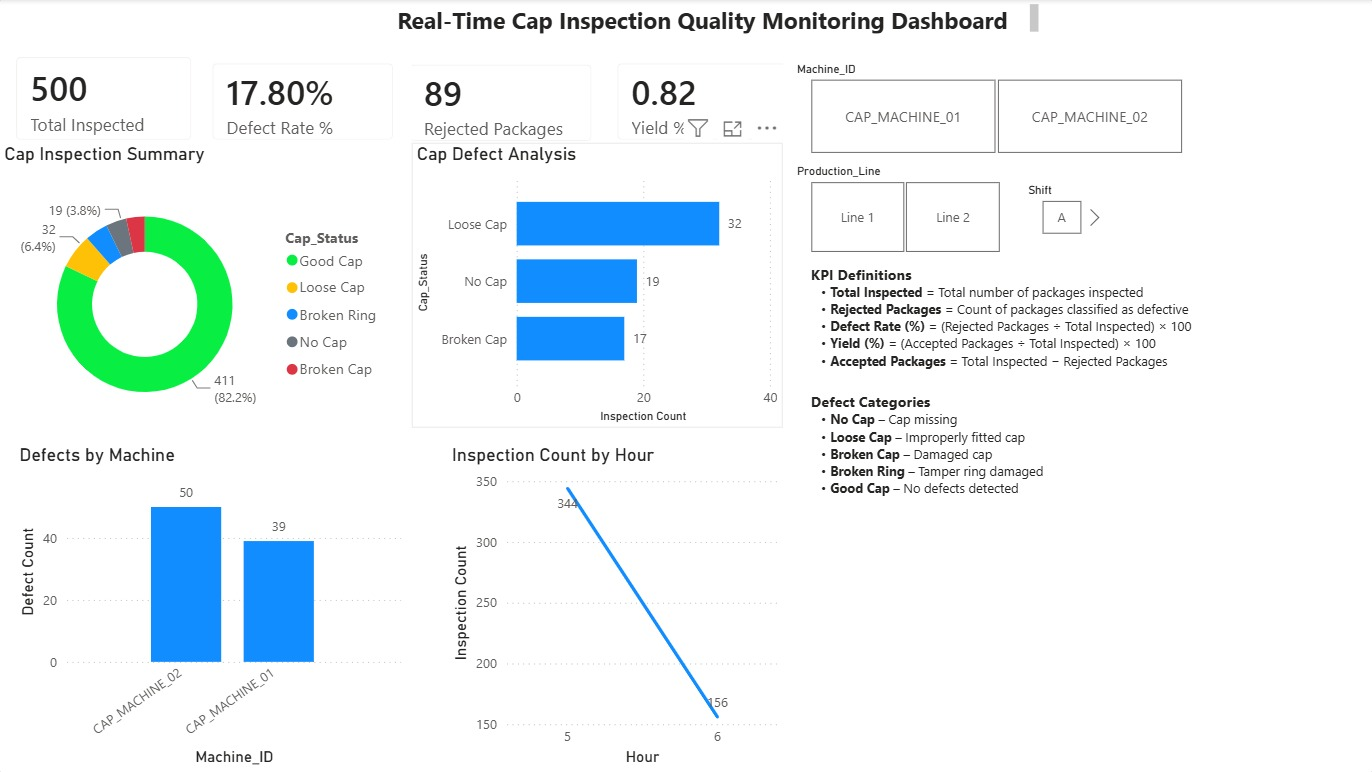 Real-Time Cap Inspection Quality Monitoring Dashboard
500
Total Inspected
17.80%
Defect Rate %
89
Rejected Packages
0.82
Yield %
Machine_ID
CAP_MACHINE_01
CAP_MACHINE_02
Production_Line
Line 1
Line 2
Shift
A
Cap Inspection Summary
19 (3.8%)
32
(6.4%)
411
(82.2%)
Cap_Status
Good Cap
Loose Cap
Broken Ring
No Cap
Broken Cap
Cap Defect Analysis
Cap_Status
Loose Cap
32
No Cap
19
Broken Cap
17
0
20
40
Inspection Count
KPI Definitions
• Total Inspected = Total number of packages inspected
• Rejected Packages = Count of packages classified as defective
• Defect Rate (%) = (Rejected Packages ÷ Total Inspected) × 100
• Yield (%) = (Accepted Packages ÷ Total Inspected) × 100
• Accepted Packages = Total Inspected − Rejected Packages
Defect Categories
• No Cap – Cap missing
• Loose Cap – Improperly fitted cap
• Broken Cap – Damaged cap
• Broken Ring – Tamper ring damaged
• Good Cap – No defects detected
Defects by Machine
Defect Count
50
39
40
20
0
CAP_MACHINE_02
CAP_MACHINE_01
Machine_ID
Inspection Count by Hour
Inspection Count
350
300
250
200
150
344
156
5
6
Hour